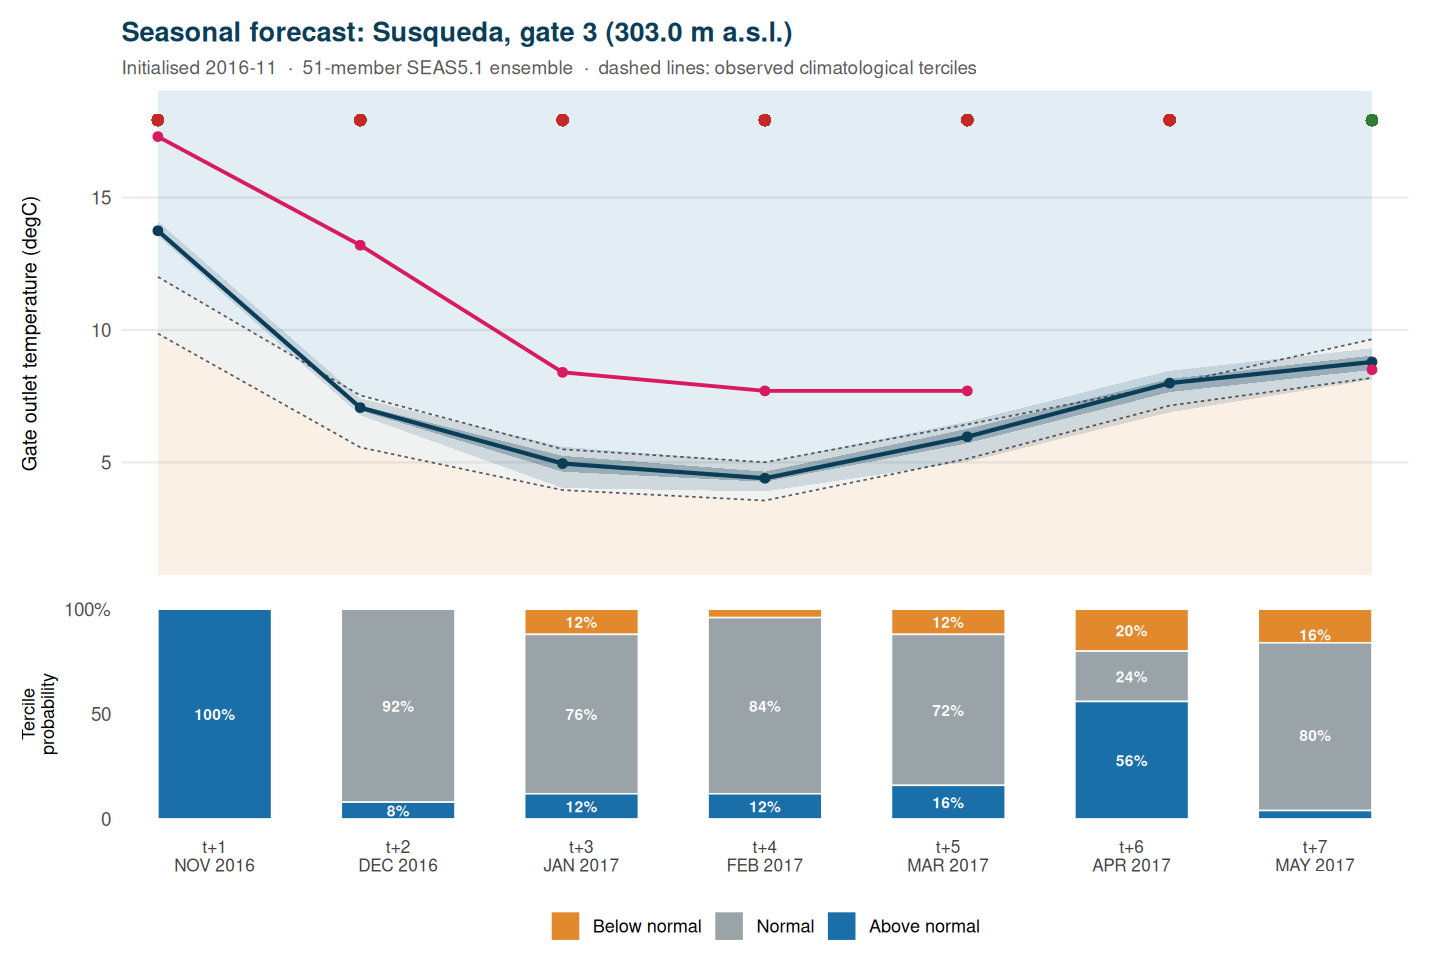 Seasonal forecast: Susqueda, gate 3 (303.0 m a.s.l.)
Initialised 2016-11 · 51-member SEAS5.1 ensemble · dashed lines: observed climatological terciles
Gate outlet temperature (degC)
15
10
5
Tercile
probability
100%
50
0
12% 12% 20% 16%
100% 92% 76% 84% 72% 24% 80%
8% 12% 12% 16% 56%
t+1 t+2 t+3 t+4 t+5 t+6 t+7
NOV 2016 DEC 2016 JAN 2017 FEB 2017 MAR 2017 APR 2017 MAY 2017
Below normal Normal Above normal